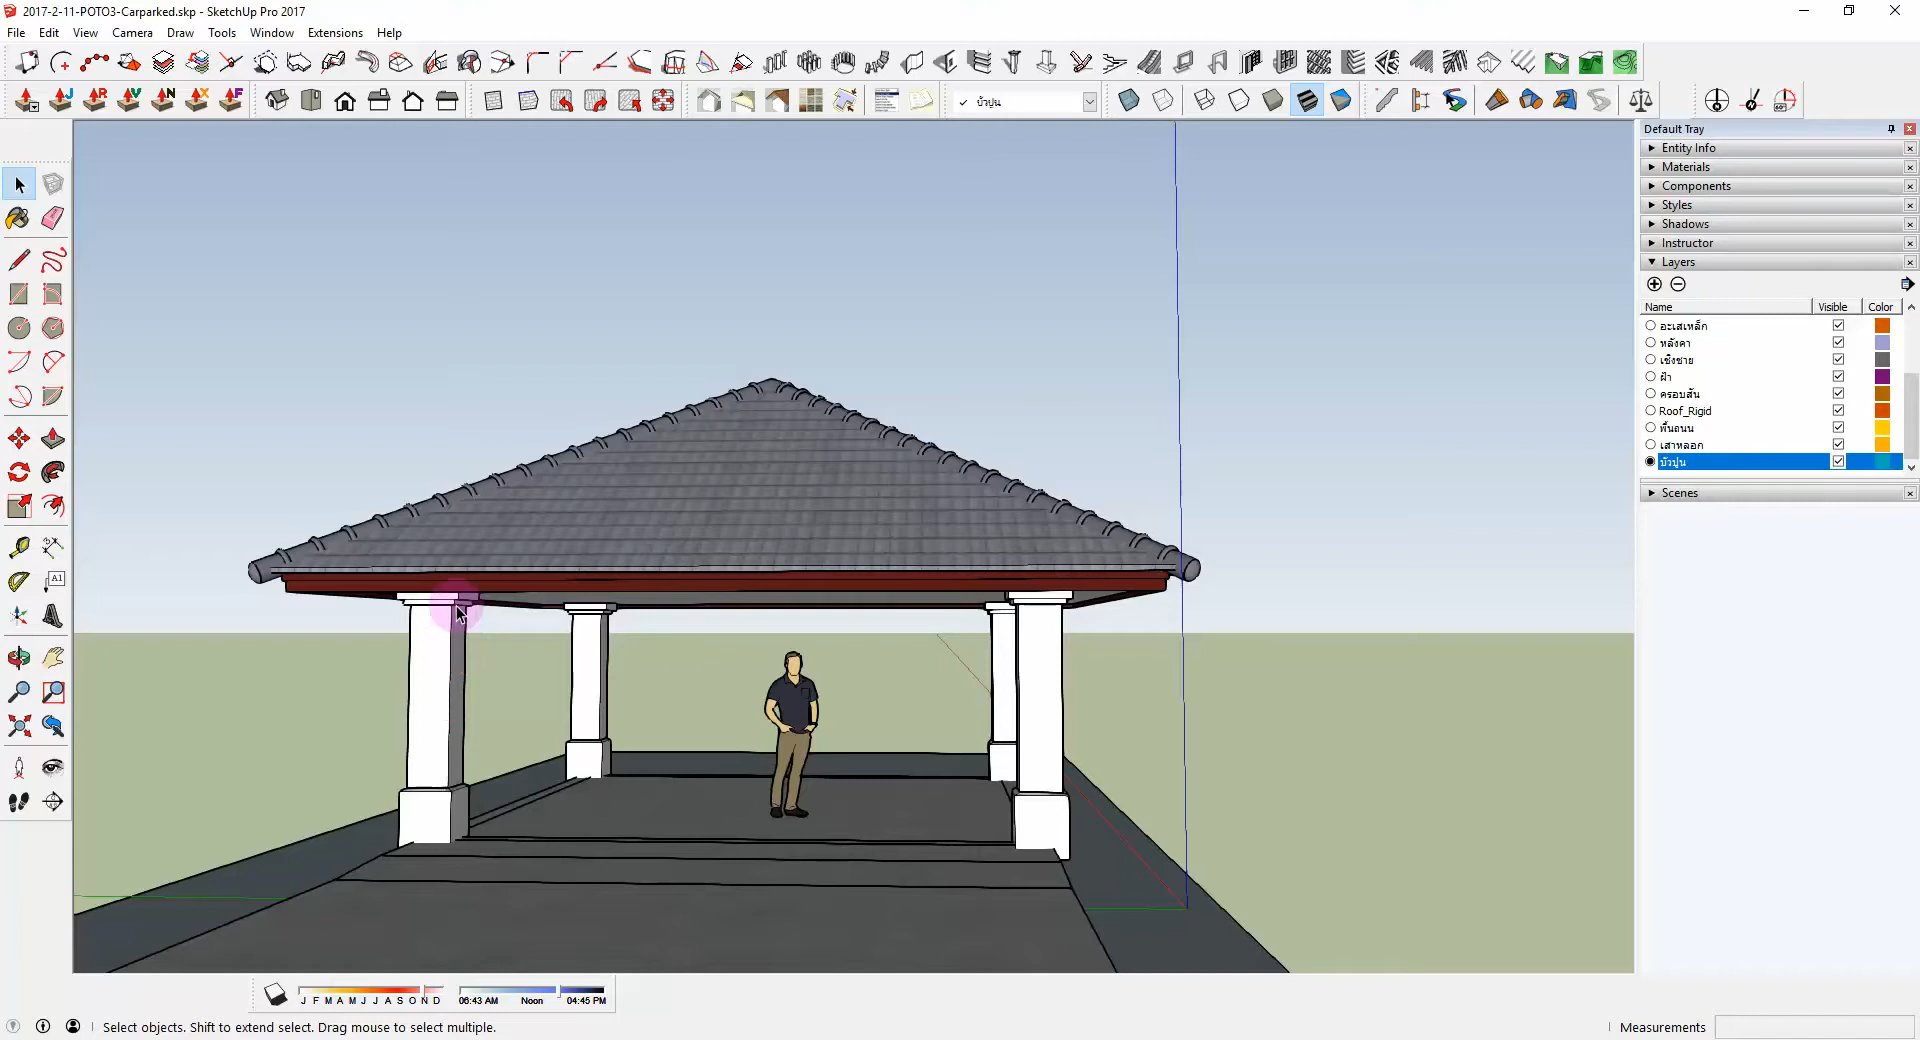 2017-2-11-POTO3-Carparked.skp - SketchUp Pro 2017
File Edit View Camera Draw Tools Window Extensions Help
J R V N X F
✓ บัวปูน
Default Tray
Entity Info
Materials
Components
Styles
Shadows
Instructor
Layers
Name Visible Color
อะเสเหล็ก
หลังคา
เชิงชาย
ฝ้า
ครอบสัน
Roof_Rigid
พื้นถนน
เสาหลอก
บัวปูน
Scenes
A1
J F M A M J J A S O N D
06:43 AM Noon 04:45 PM
Select objects. Shift to extend select. Drag mouse to select multiple.
Measurements